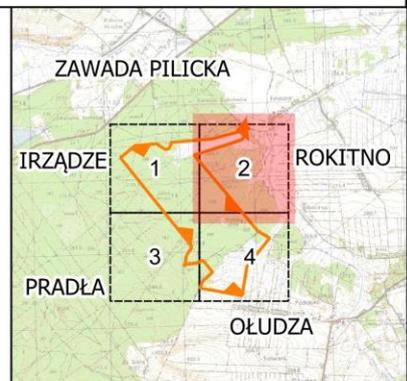 ZAWADA PILICKA
IRZĄDZE
1
2
ROKITNO
3
4
PRADŁA
OŁUDZA